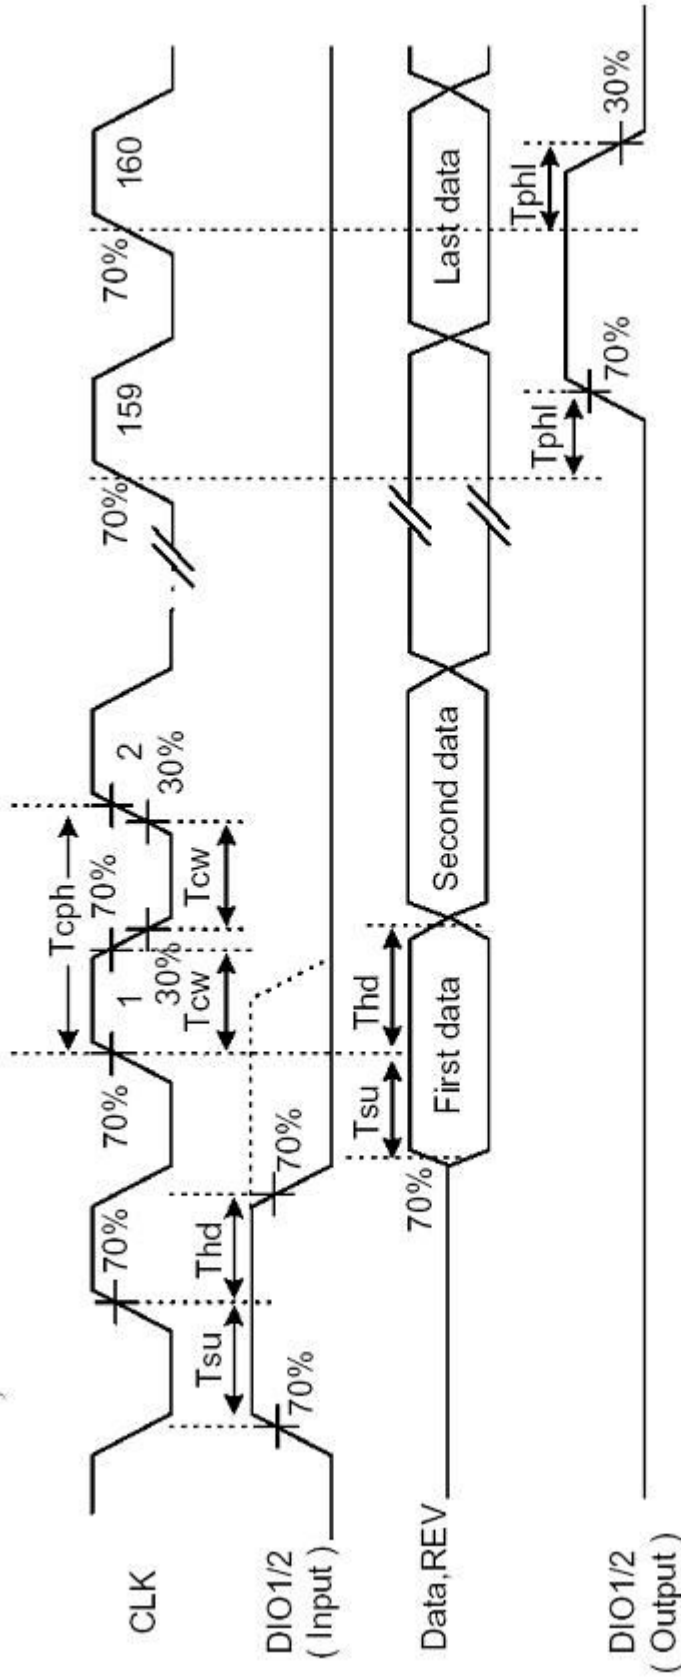 CLK
70%
70%
Tcph
1
70%
2
30%
30%
Tcw
Tcw
70%
159
70%
160
DIO1/2
( Input )
Tsu
Thd
70%
70%
Data,REV
70%
Tsu
Thd
First data
Second data
Last data
DIO1/2
( Output )
Tphl
70%
Tphl
30%